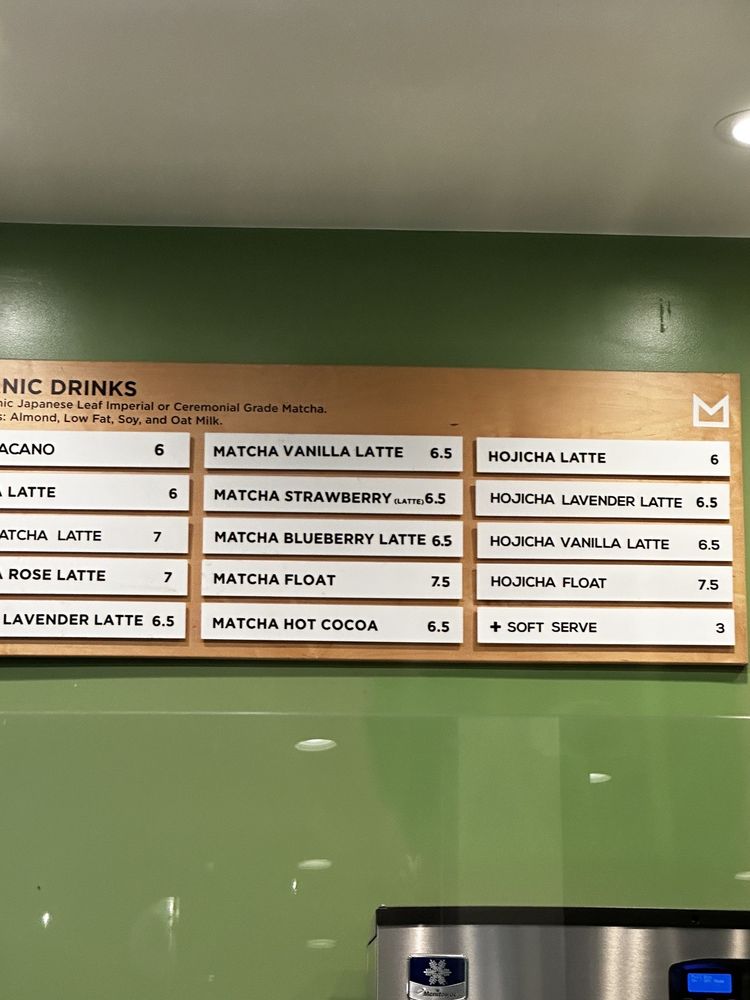 NIC DRINKS
nic Japanese Leaf Imperial or Ceremonial Grade Matcha.
s: Almond, Low Fat, Soy, and Oat Milk.
ACANO 6
LATTE 6
ATCHA LATTE 7
ROSE LATTE 7
LAVENDER LATTE 6.5
MATCHA VANILLA LATTE 6.5
MATCHA STRAWBERRY (LATTE) 6.5
MATCHA BLUEBERRY LATTE 6.5
MATCHA FLOAT 7.5
MATCHA HOT COCOA 6.5
HOJICHA LATTE 6
HOJICHA LAVENDER LATTE 6.5
HOJICHA VANILLA LATTE 6.5
HOJICHA FLOAT 7.5
+ SOFT SERVE 3
Manitowoc